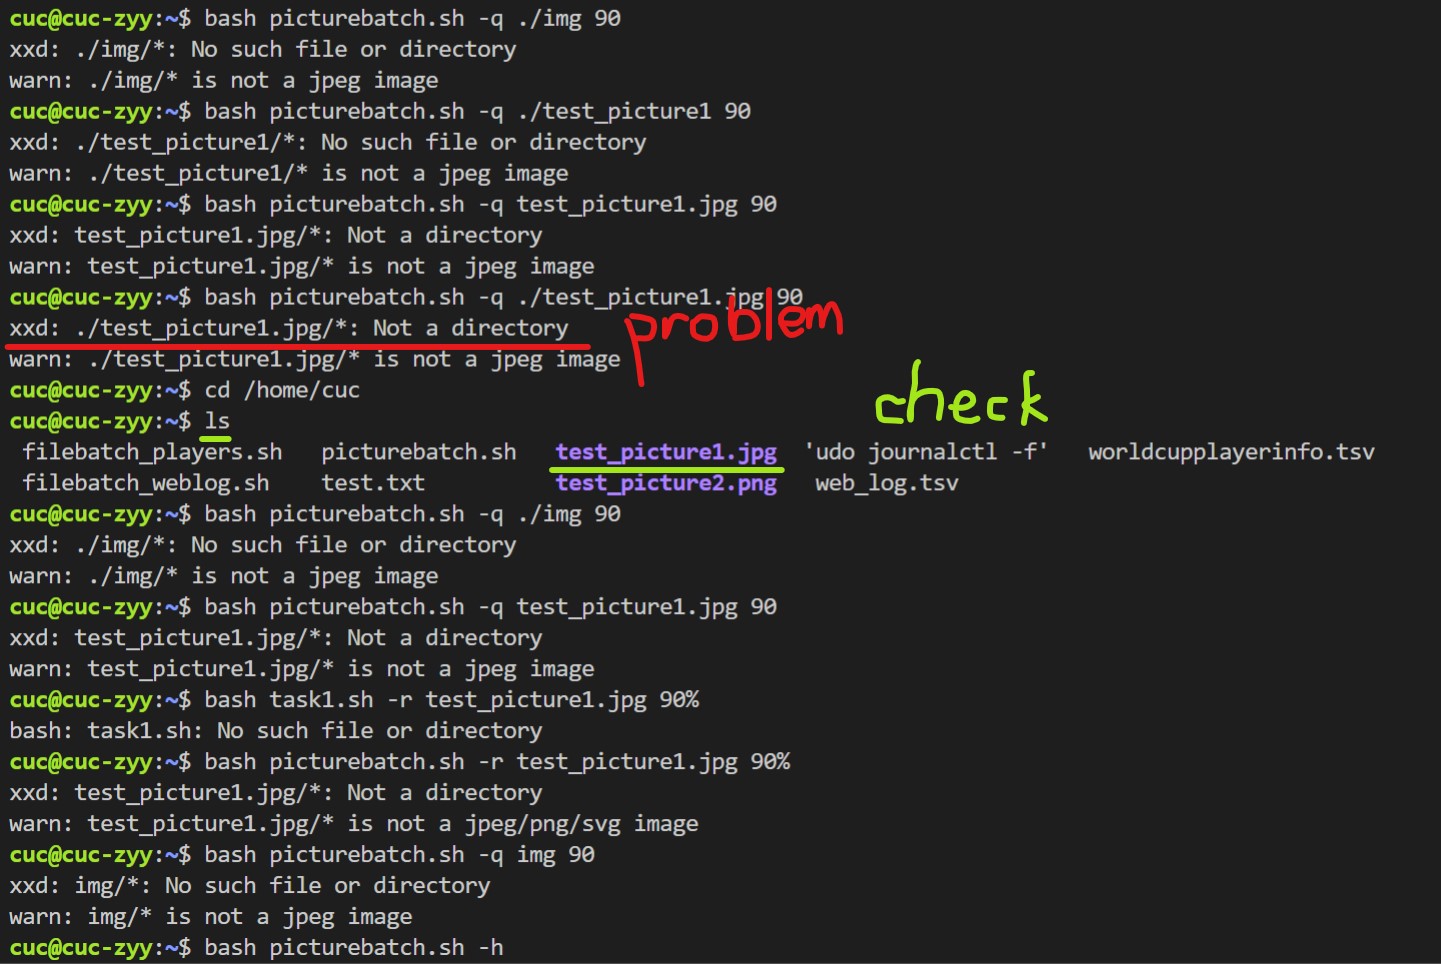 cuc@cuc-zyy:~$ bash picturebatch.sh -q ./img 90
xxd: ./img/*: No such file or directory
warn: ./img/* is not a jpeg image
cuc@cuc-zyy:~$ bash picturebatch.sh -q ./test_picture1 90
xxd: ./test_picture1/*: No such file or directory
warn: ./test_picture1/* is not a jpeg image
cuc@cuc-zyy:~$ bash picturebatch.sh -q test_picture1.jpg 90
xxd: test_picture1.jpg/*: Not a directory
warn: test_picture1.jpg/* is not a jpeg image
cuc@cuc-zyy:~$ bash picturebatch.sh -q ./test_picture1.jpg 90
xxd: ./test_picture1.jpg/*: Not a directory
problem
warn: ./test_picture1.jpg/* is not a jpeg image
cuc@cuc-zyy:~$ cd /home/cuc
check
cuc@cuc-zyy:~$ ls
filebatch_players.sh picturebatch.sh test_picture1.jpg 'udo journalctl -f' worldcupplayerinfo.tsv
filebatch_weblog.sh test.txt test_picture2.png web_log.tsv
cuc@cuc-zyy:~$ bash picturebatch.sh -q ./img 90
xxd: ./img/*: No such file or directory
warn: ./img/* is not a jpeg image
cuc@cuc-zyy:~$ bash picturebatch.sh -q test_picture1.jpg 90
xxd: test_picture1.jpg/*: Not a directory
warn: test_picture1.jpg/* is not a jpeg image
cuc@cuc-zyy:~$ bash task1.sh -r test_picture1.jpg 90%
bash: task1.sh: No such file or directory
cuc@cuc-zyy:~$ bash picturebatch.sh -r test_picture1.jpg 90%
xxd: test_picture1.jpg/*: Not a directory
warn: test_picture1.jpg/* is not a jpeg/png/svg image
cuc@cuc-zyy:~$ bash picturebatch.sh -q img 90
xxd: img/*: No such file or directory
warn: img/* is not a jpeg image
cuc@cuc-zyy:~$ bash picturebatch.sh -h